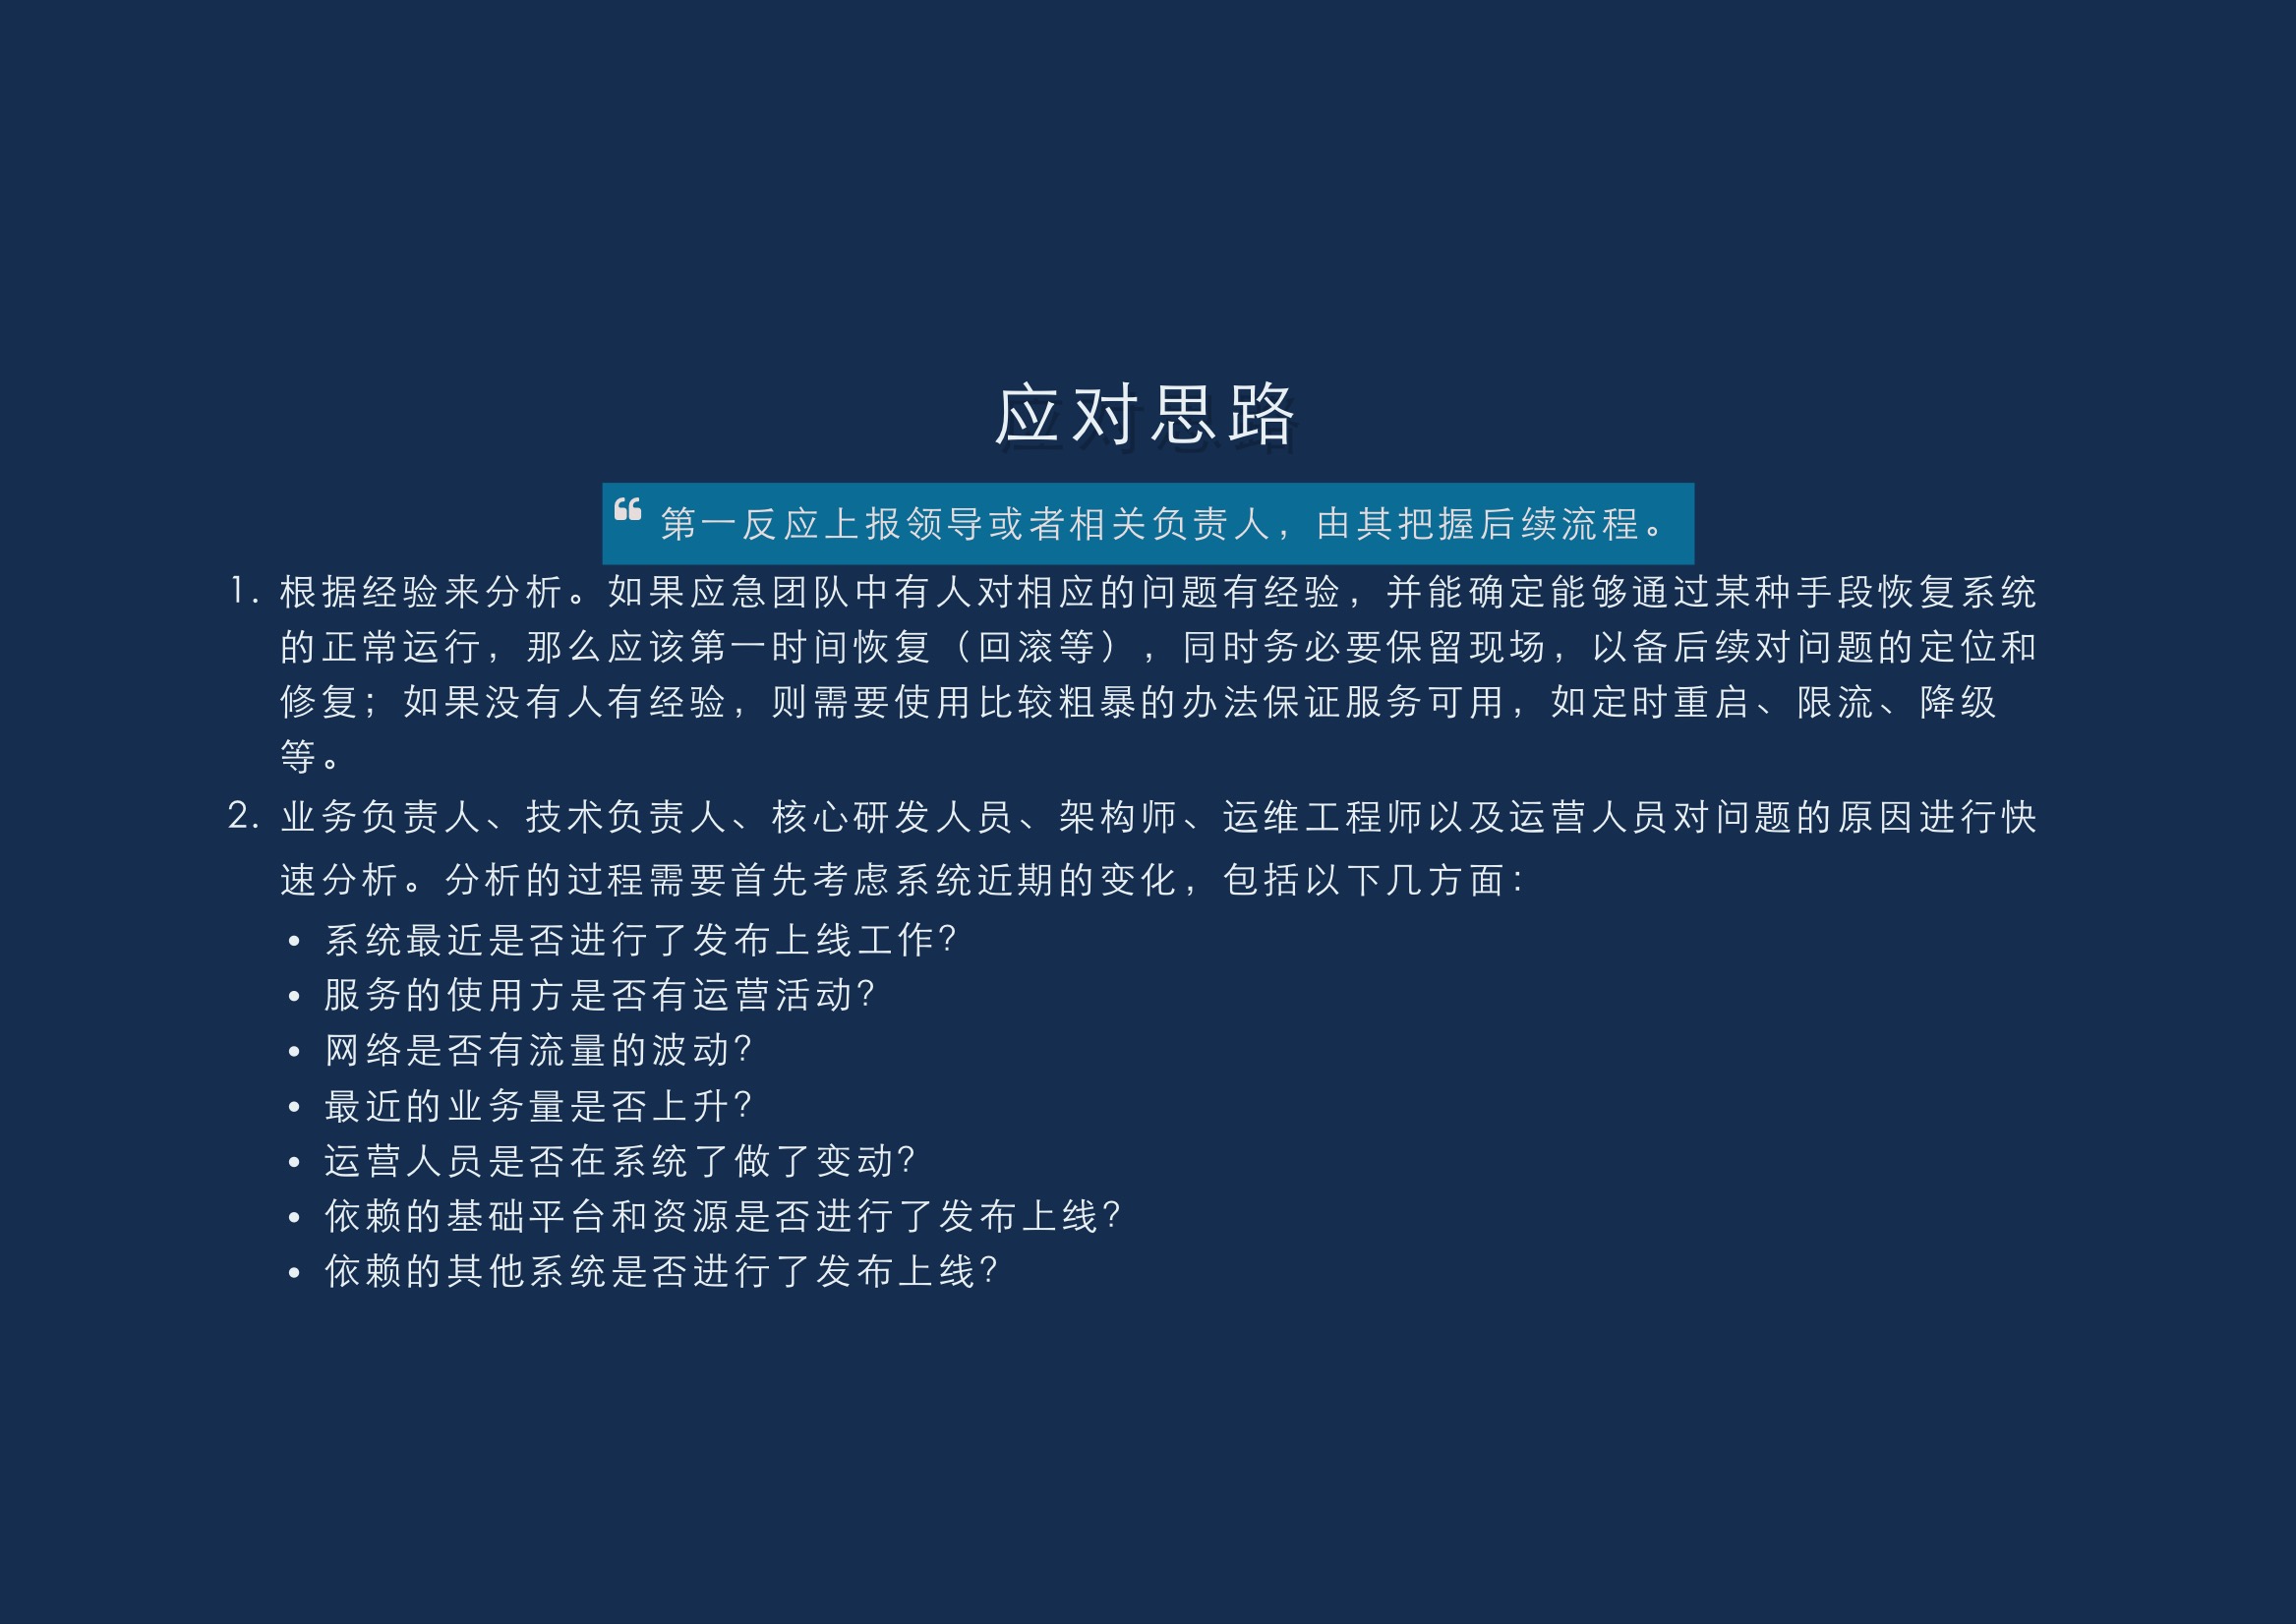 应对思路
“ 第一反应上报领导或者相关负责人，由其把握后续流程。
1. 根据经验来分析。如果应急团队中有人对相应的问题有经验，并能确定能够通过某种手段恢复系统
的正常运行，那么应该第一时间恢复（回滚等），同时务必要保留现场，以备后续对问题的定位和
修复；如果没有人有经验，则需要使用比较粗暴的办法保证服务可用，如定时重启、限流、降级
等。
2. 业务负责人、技术负责人、核心研发人员、架构师、运维工程师以及运营人员对问题的原因进行快
速分析。分析的过程需要首先考虑系统近期的变化，包括以下几方面：
• 系统最近是否进行了发布上线工作？
• 服务的使用方是否有运营活动？
• 网络是否有流量的波动？
• 最近的业务量是否上升？
• 运营人员是否在系统了做了变动？
• 依赖的基础平台和资源是否进行了发布上线？
• 依赖的其他系统是否进行了发布上线？